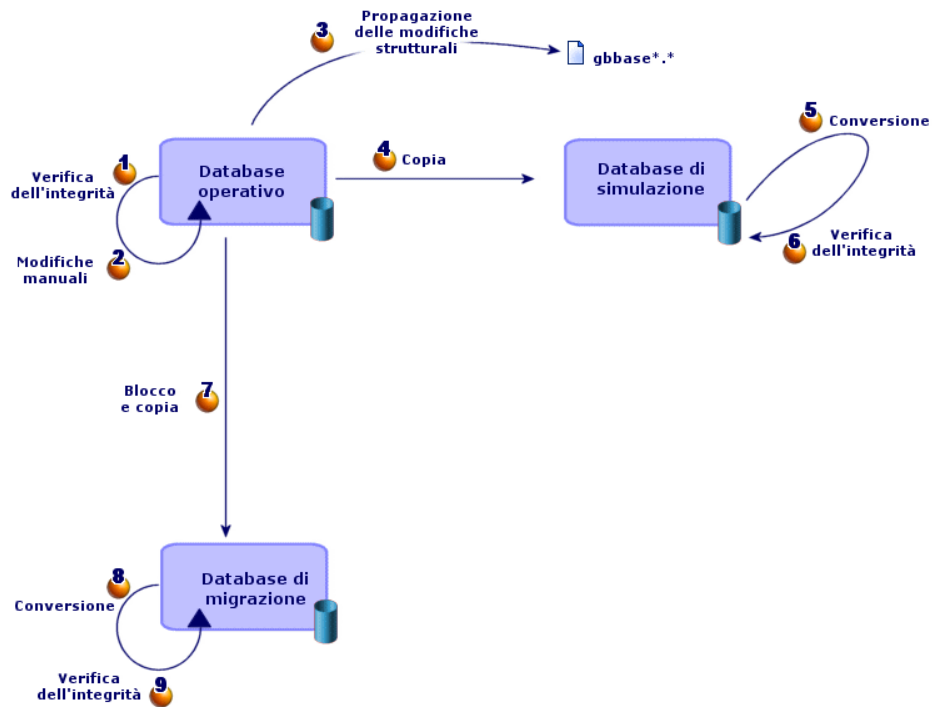 3
Propagazione
delle modifiche
strutturali
gbbase*.*
1
Verifica
dell'integrità
Database
operativo
4
Copia
Database di
simulazione
5
Conversione
6
Verifica
dell'integrità
2
Modifiche
manuali
7
Blocco
e copia
8
Conversione
Database di
migrazione
9
Verifica
dell'integrità